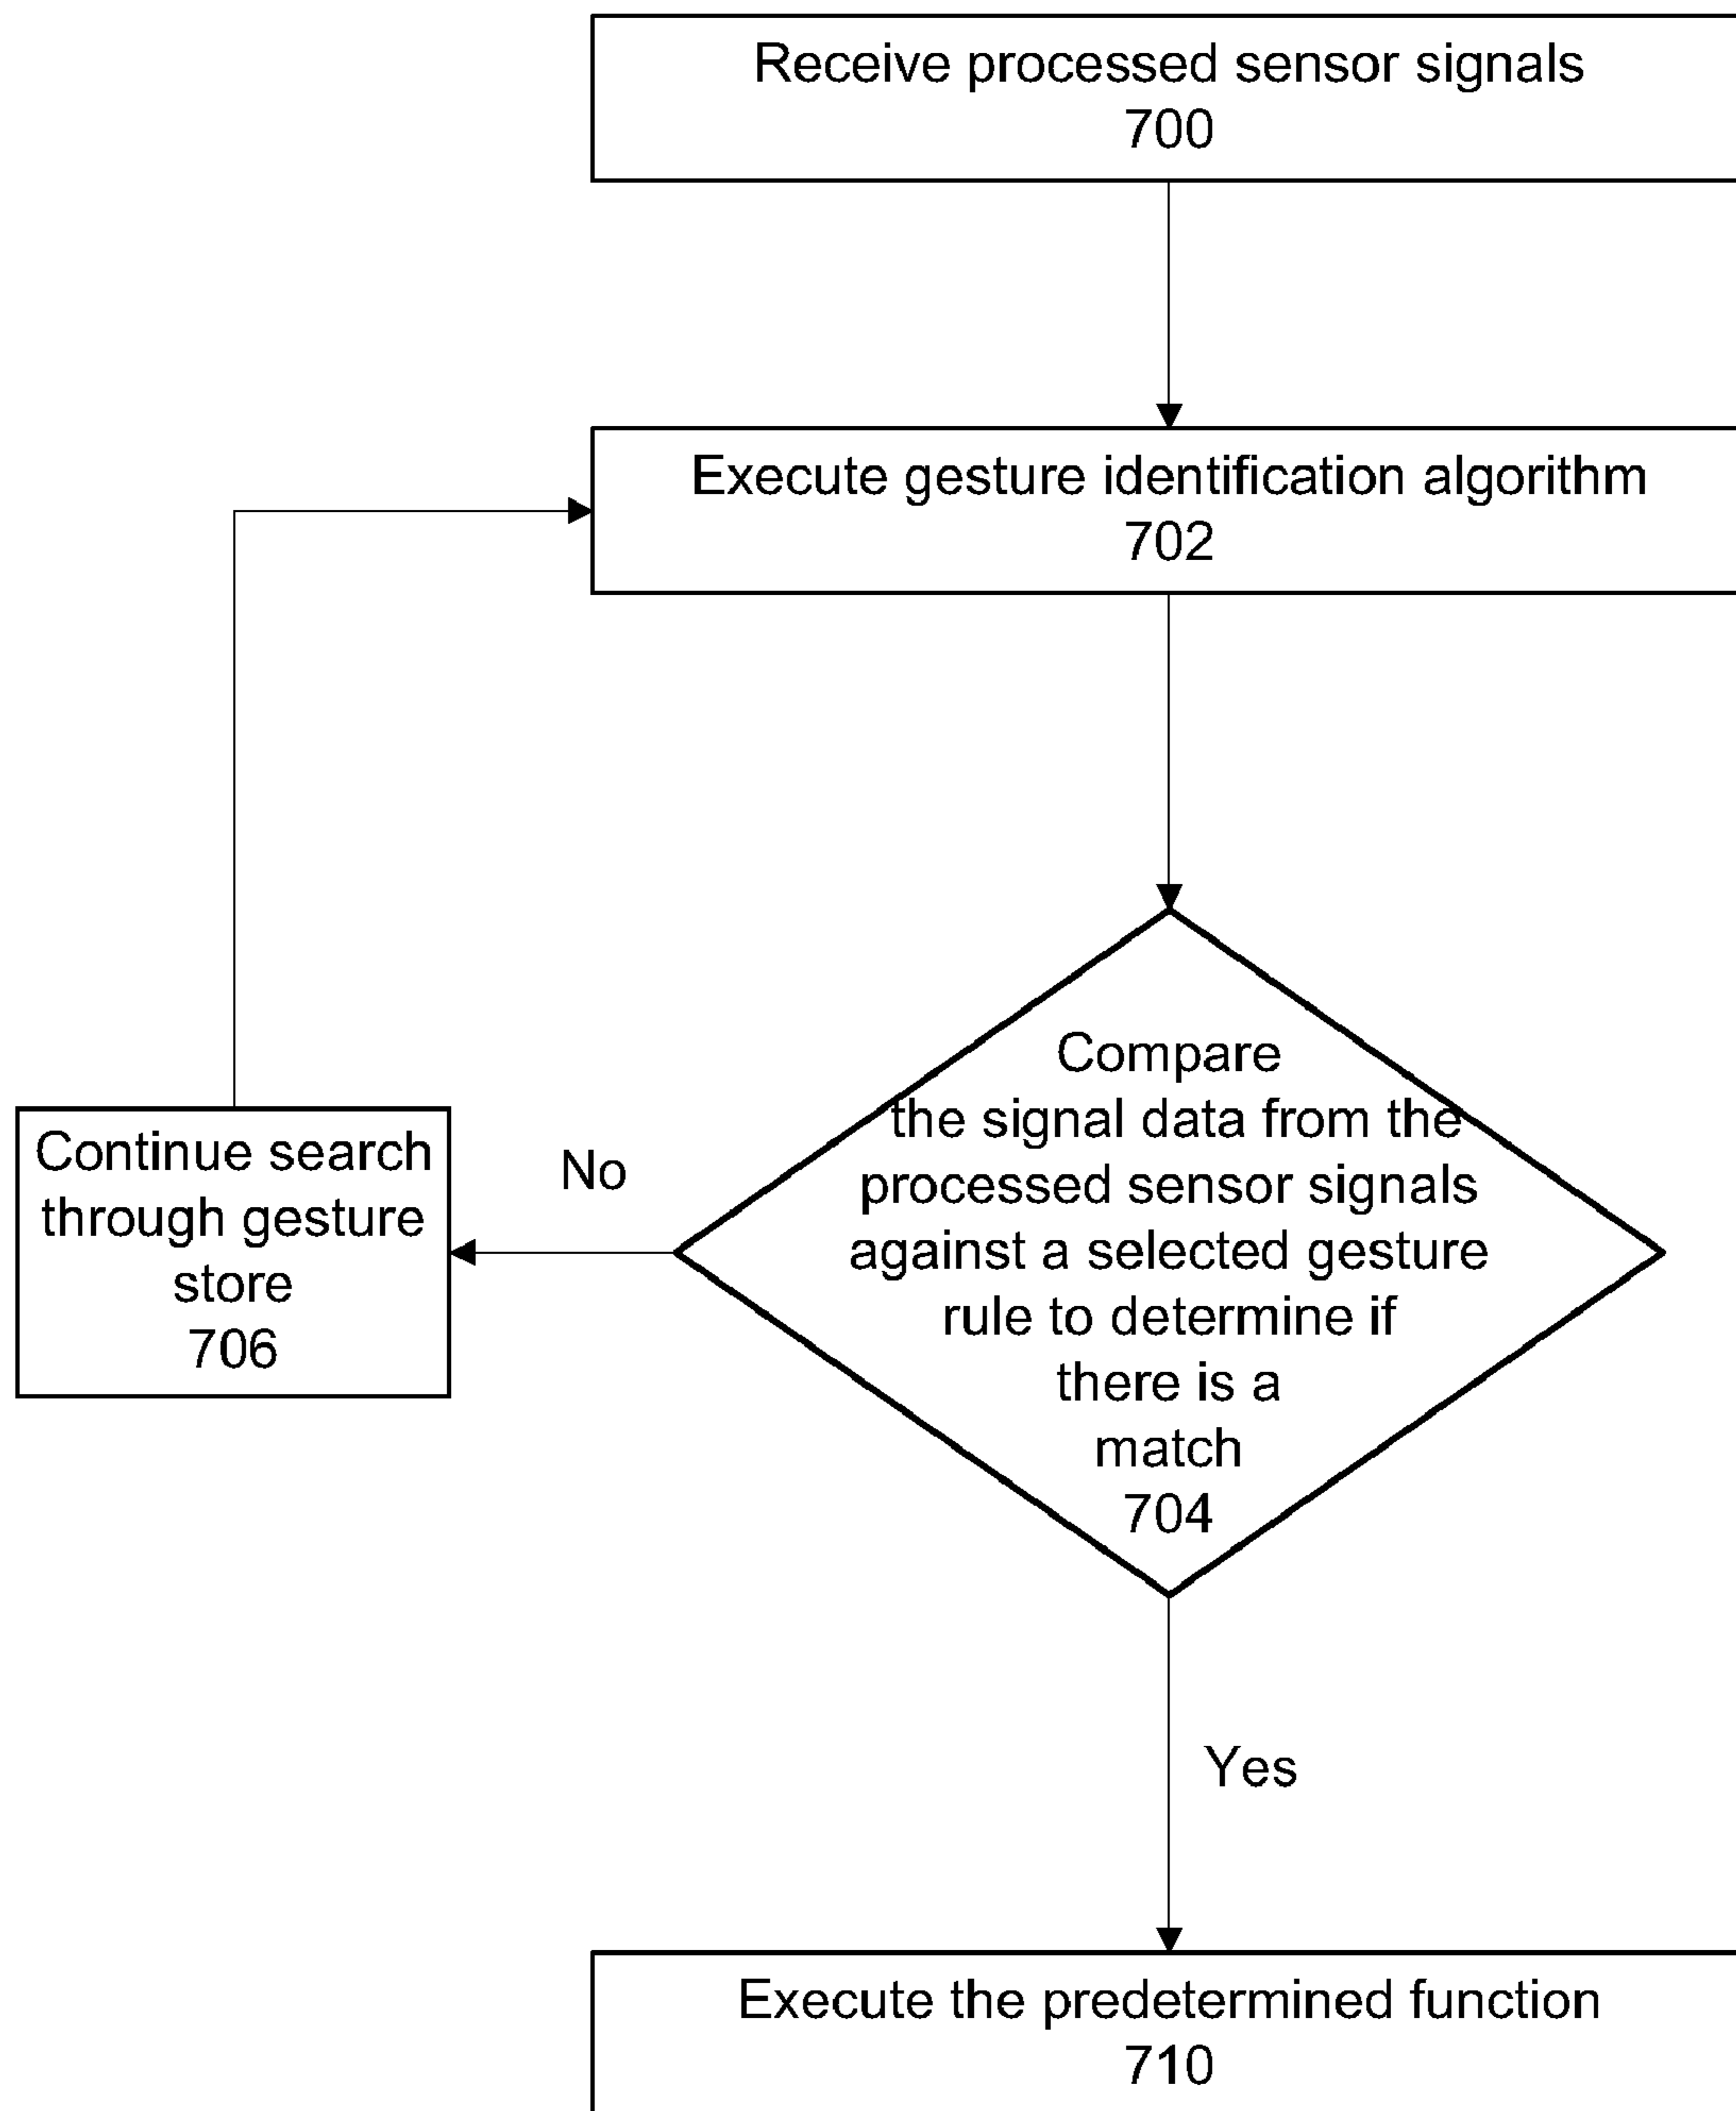 Receive processed sensor signals
700
Execute gesture identification algorithm
702
Compare
the signal data from the
processed sensor signals
against a selected gesture
rule to determine if
there is a
match
704
No
Continue search
through gesture
store
706
Yes
Execute the predetermined function
710